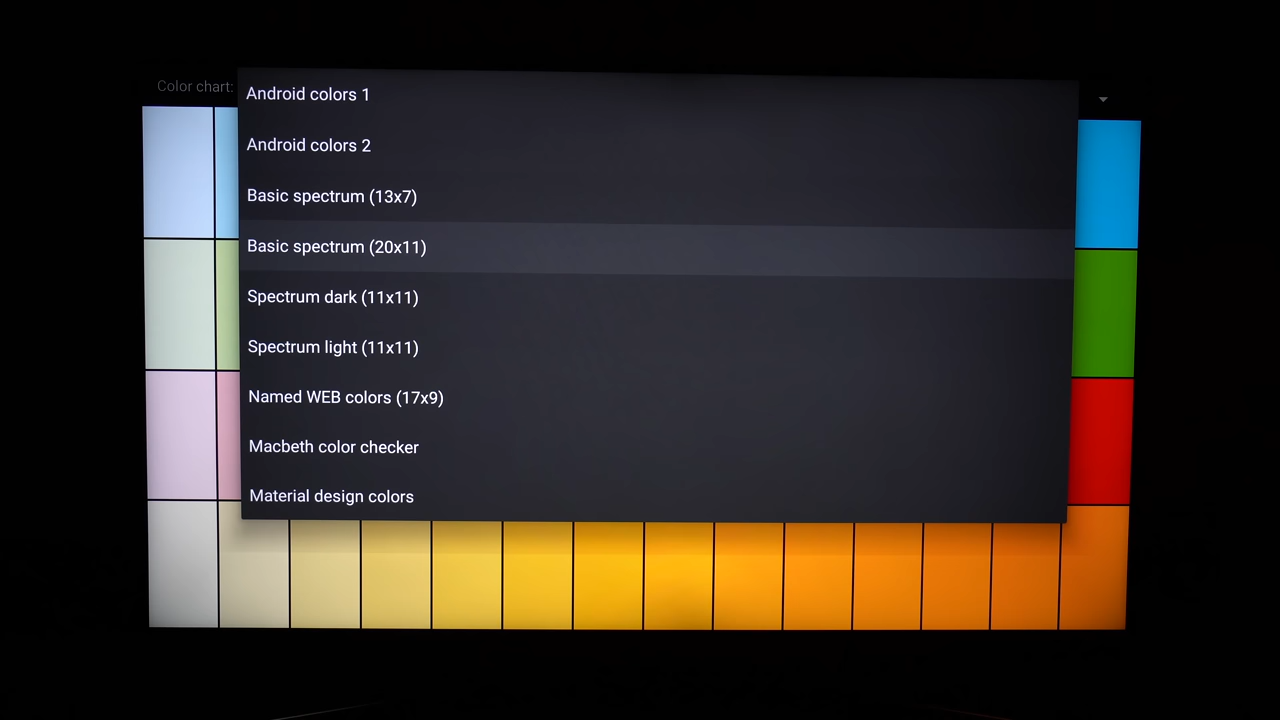 Color chart:
Android colors 1
Android colors 2
Basic spectrum (13x7)
Basic spectrum (20x11)
Spectrum dark (11x11)
Spectrum light (11x11)
Named WEB colors (17x9)
Macbeth color checker
Material design colors